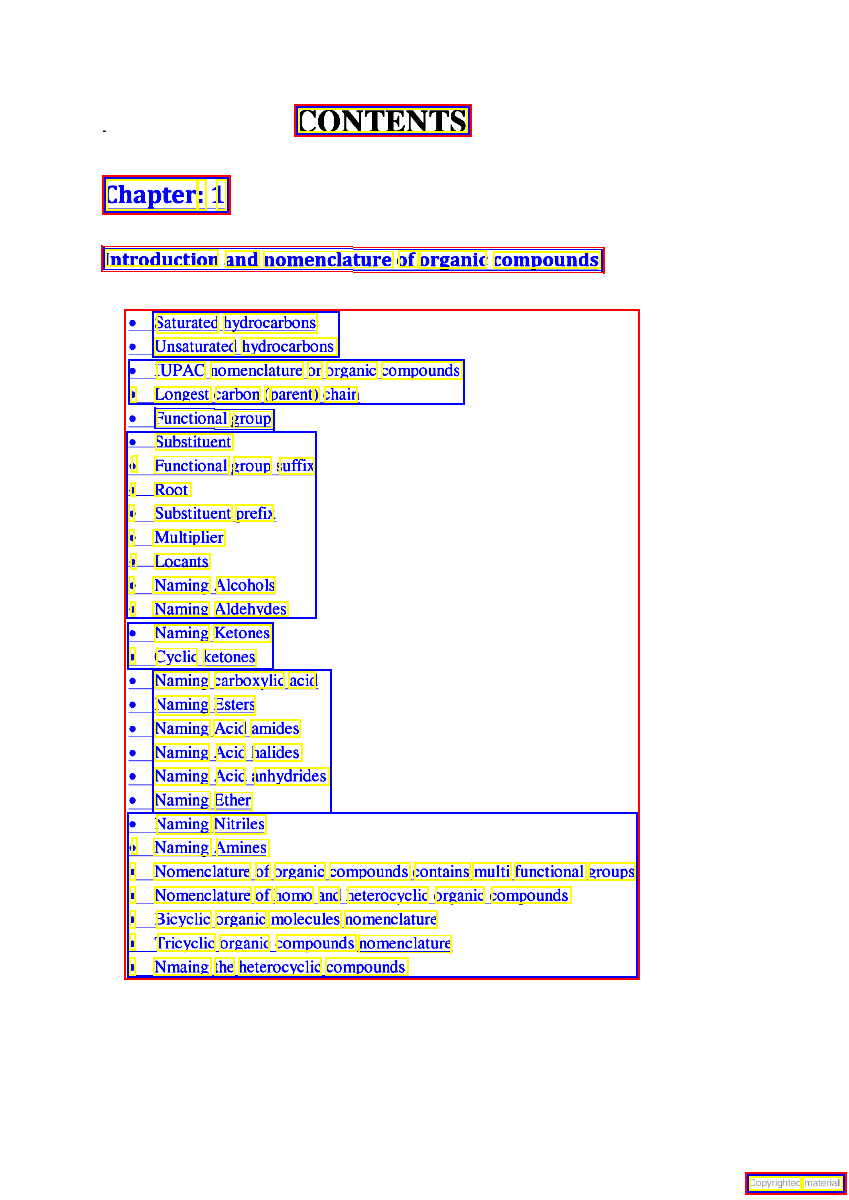 CONTENTS
Chapter: 1
Introduction and nomenclature of organic compounds
• Saturated hydrocarbons
• Unsaturated hydrocarbons
• IUPAC nomenclature or organic compounds
• Longest carbon (parent) chain
• Functional group
• Substituent
• Functional group suffix
• Root
• Substituent prefix
• Multiplier
• Locants
• Naming Alcohols
• Naming Aldehydes
• Naming Ketones
• Cyclic ketones
• Naming carboxylic acid
• Naming Esters
• Naming Acid amides
• Naming Acid halides
• Naming Acid anhydrides
• Naming Ether
• Naming Nitriles
• Naming Amines
• Nomenclature of organic compounds contains multi functional groups
• Nomenclature of homo and heterocyclic organic compounds
• Bicyclic organic molecules nomenclature
• Tricyclic organic compounds nomenclature
• Nmaing the heterocyclic compounds
Copyrighted material